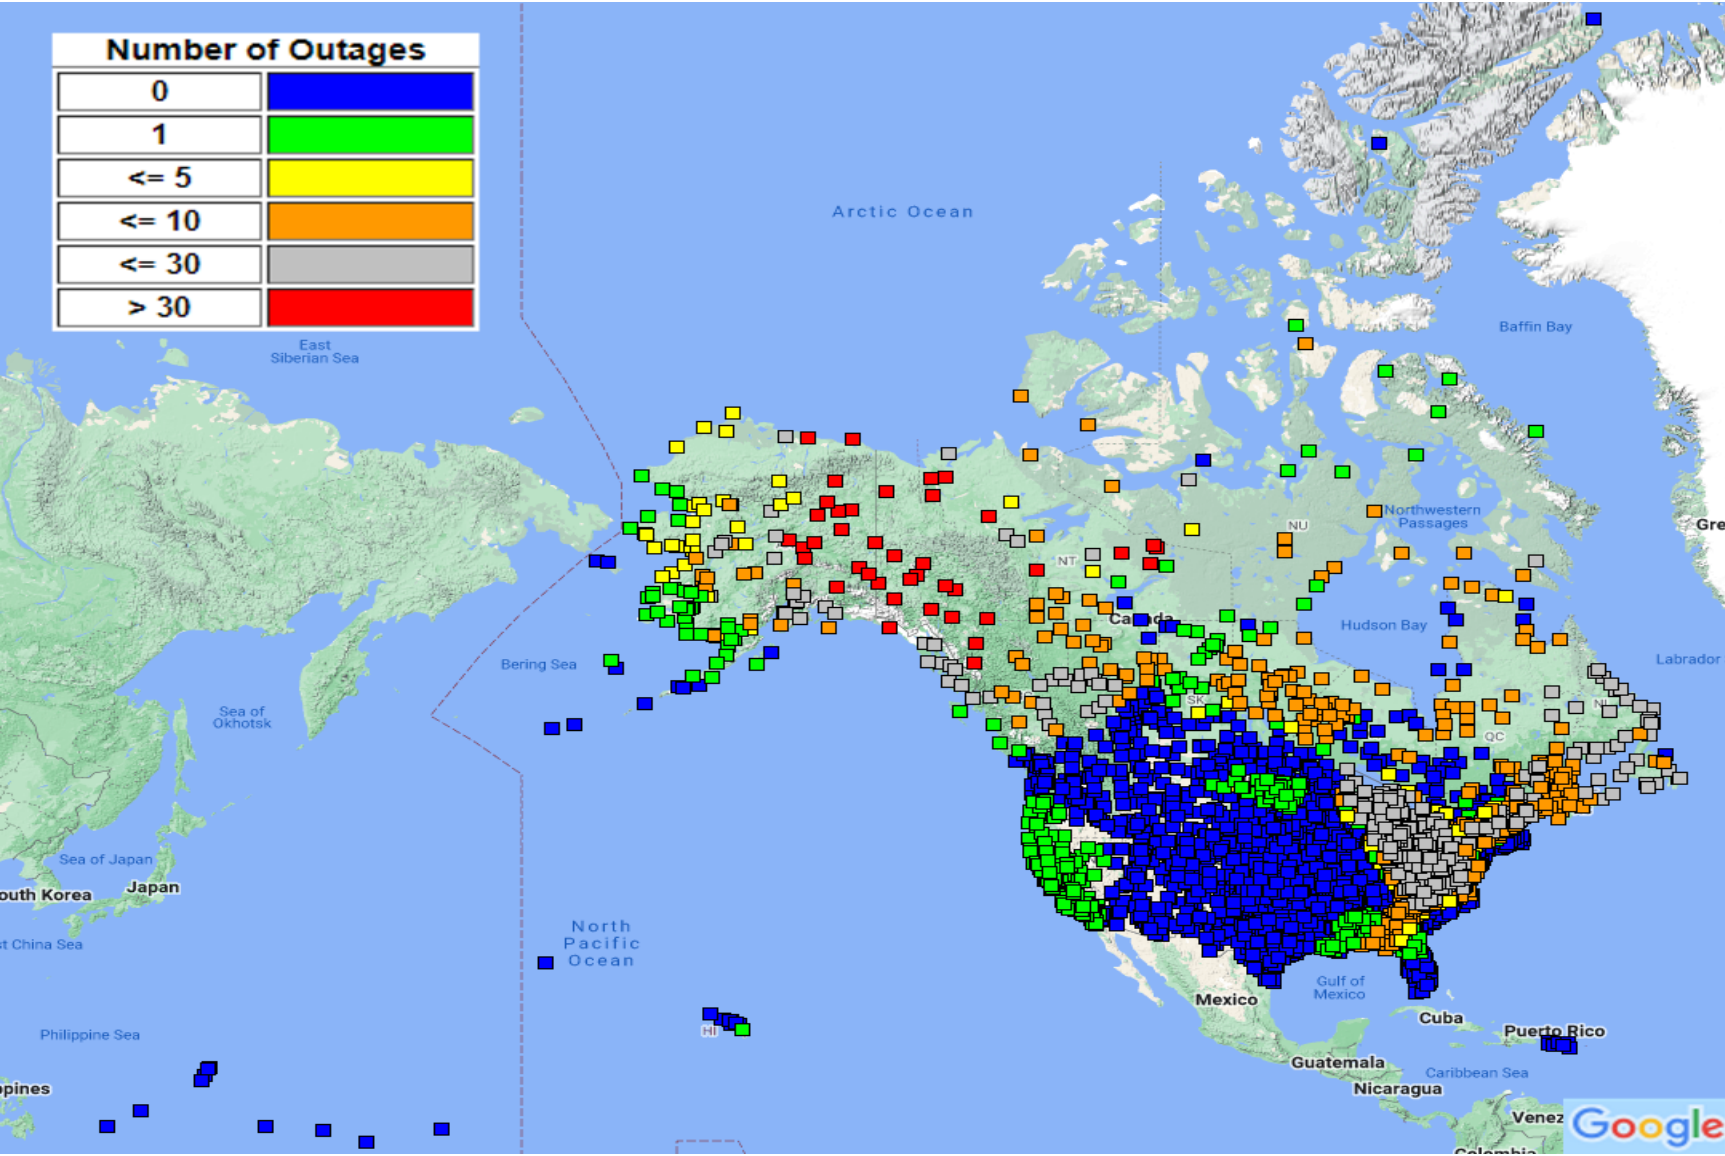 Number of Outages
0
1
<= 5
<= 10
<= 30
> 30
Arctic Ocean
East
Siberian Sea
Baffin Bay
Northwestern
Passages
Gre
NU
NT
Canada
Hudson Bay
Bering Sea
Labrador
Sea of
Okhotsk
SK
QC
Sea of Japan
outh Korea
Japan
st China Sea
North
Pacific
Ocean
Gulf of
Mexico
Mexico
Cuba
HI
Puerto Rico
Philippine Sea
Guatemala
Caribbean Sea
ppines
Nicaragua
Venez
Google
Colombia